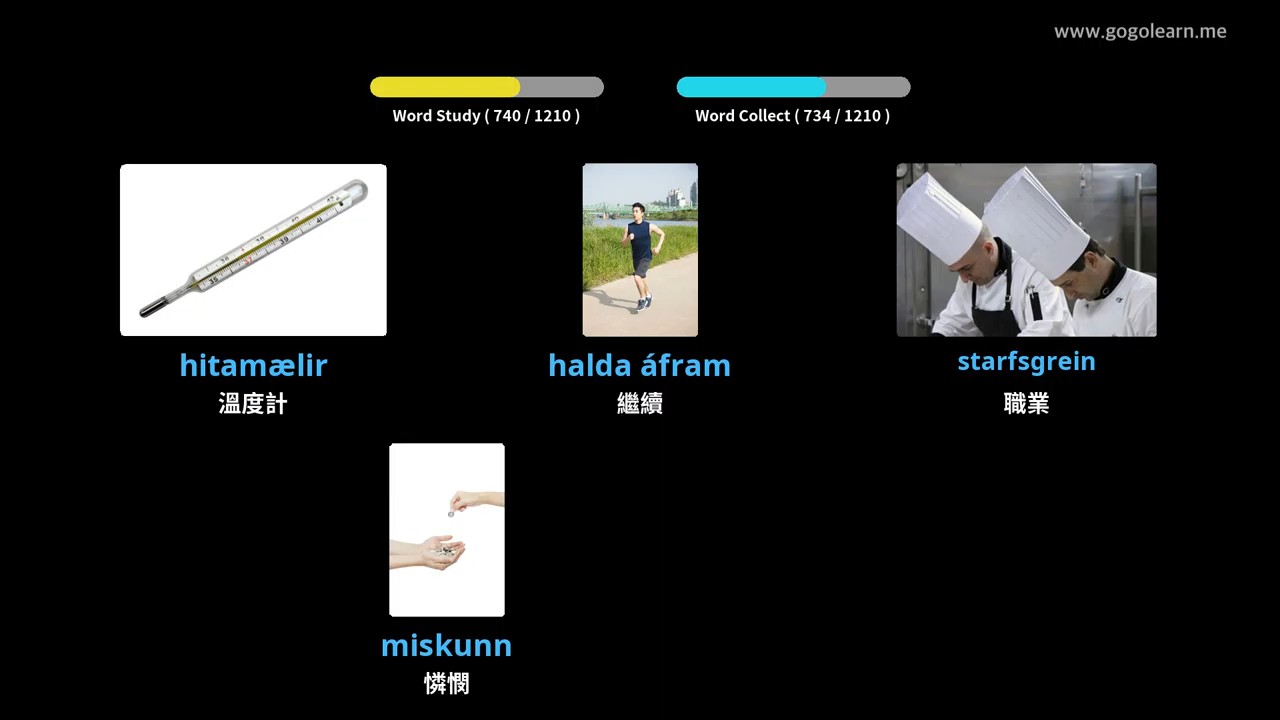 www.gogolearn.me
Word Study ( 740 / 1210 )
Word Collect ( 734 / 1210 )
hitamælir
溫度計
halda áfram
繼續
starfsgrein
職業
miskunn
憐憫